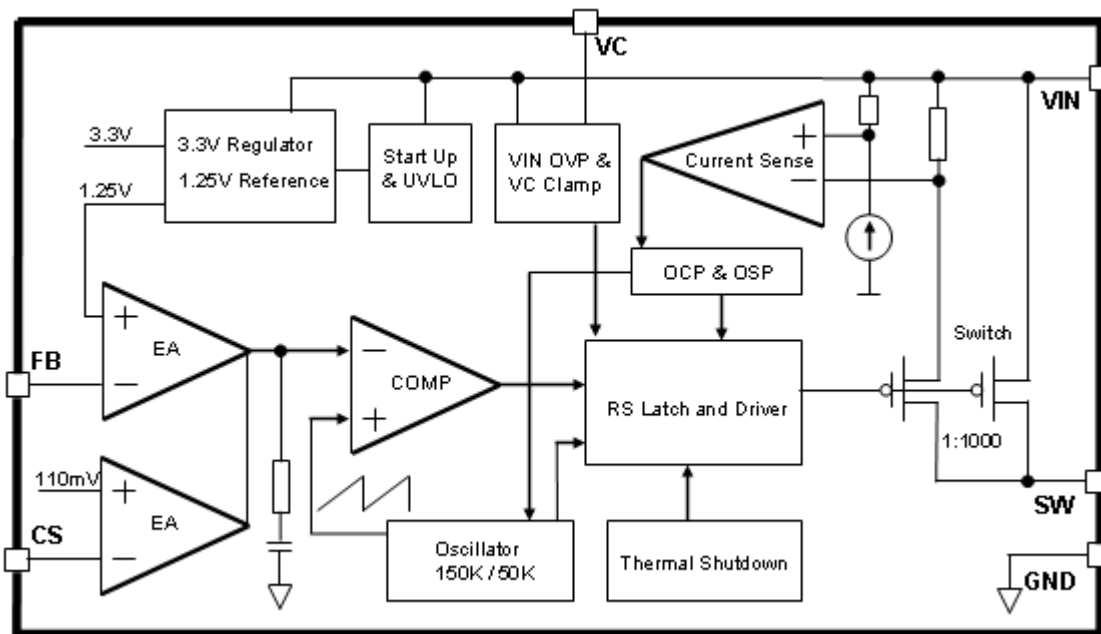 VC
VIN
3.3V
3.3V Regulator
1.25V Reference
1.25V
Start Up
& UVLO
VIN OVP &
VC Clamp
+
Current Sense
−
OCP & OSP
+
EA
−
FB
−
COMP
+
RS Latch and Driver
Switch
1:1000
110mV
+
EA
−
CS
Oscillator
150K / 50K
Thermal Shutdown
SW
GND